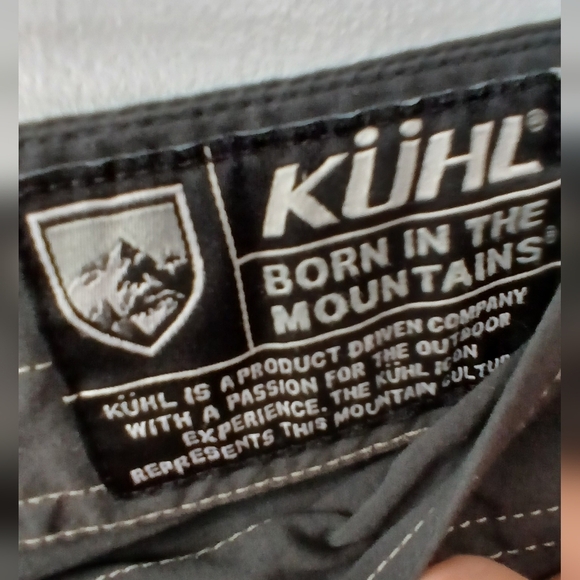 KÜHL®
BORN IN THE
MOUNTAINS®
KÜHL IS A PRODUCT DRIVEN COMPANY
WITH A PASSION FOR THE OUTDOOR
EXPERIENCE. THE KÜHL ICON
REPRESENTS THIS MOUNTAIN